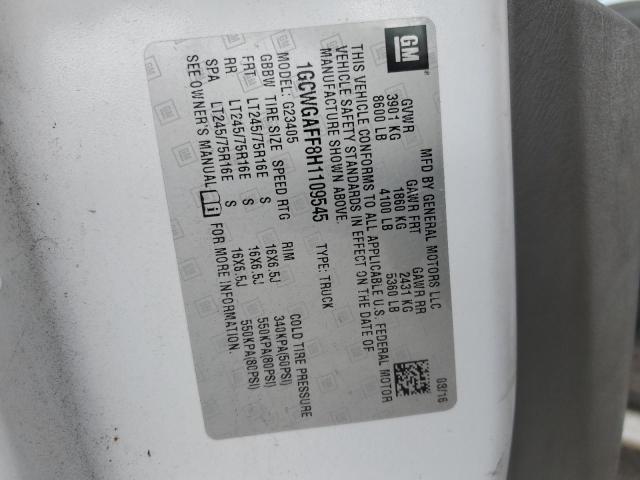 GM
MFD BY GENERAL MOTORS LLC
03/16
GVWR GAWR FRT GAWR RR
3901 KG 1860 KG 2431 KG
8600 LB 4100 LB 5360 LB
THIS VEHICLE CONFORMS TO ALL APPLICABLE U.S. FEDERAL MOTOR
VEHICLE SAFETY STANDARDS IN EFFECT ON THE DATE OF
MANUFACTURE SHOWN ABOVE.
1GCWGAFF8H1109545 TYPE: TRUCK
MODEL: G23405
GBBW TIRE SIZE SPEED RTG RIM COLD TIRE PRESSURE
FRT LT245/75R16E S 16X6.5J 340KPA(50PSI)
RR LT245/75R16E S 16X6.5J 550KPA(80PSI)
SPA LT245/75R16E S 16X6.5J 550KPA(80PSI)
SEE OWNER'S MANUAL FOR MORE INFORMATION.